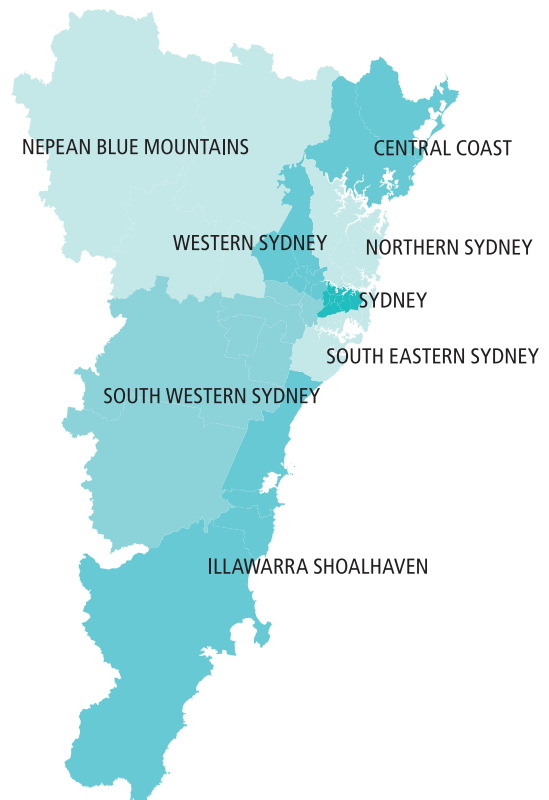 NEPEAN BLUE MOUNTAINS
CENTRAL COAST
WESTERN SYDNEY
NORTHERN SYDNEY
SYDNEY
SOUTH EASTERN SYDNEY
SOUTH WESTERN SYDNEY
ILLAWARRA SHOALHAVEN